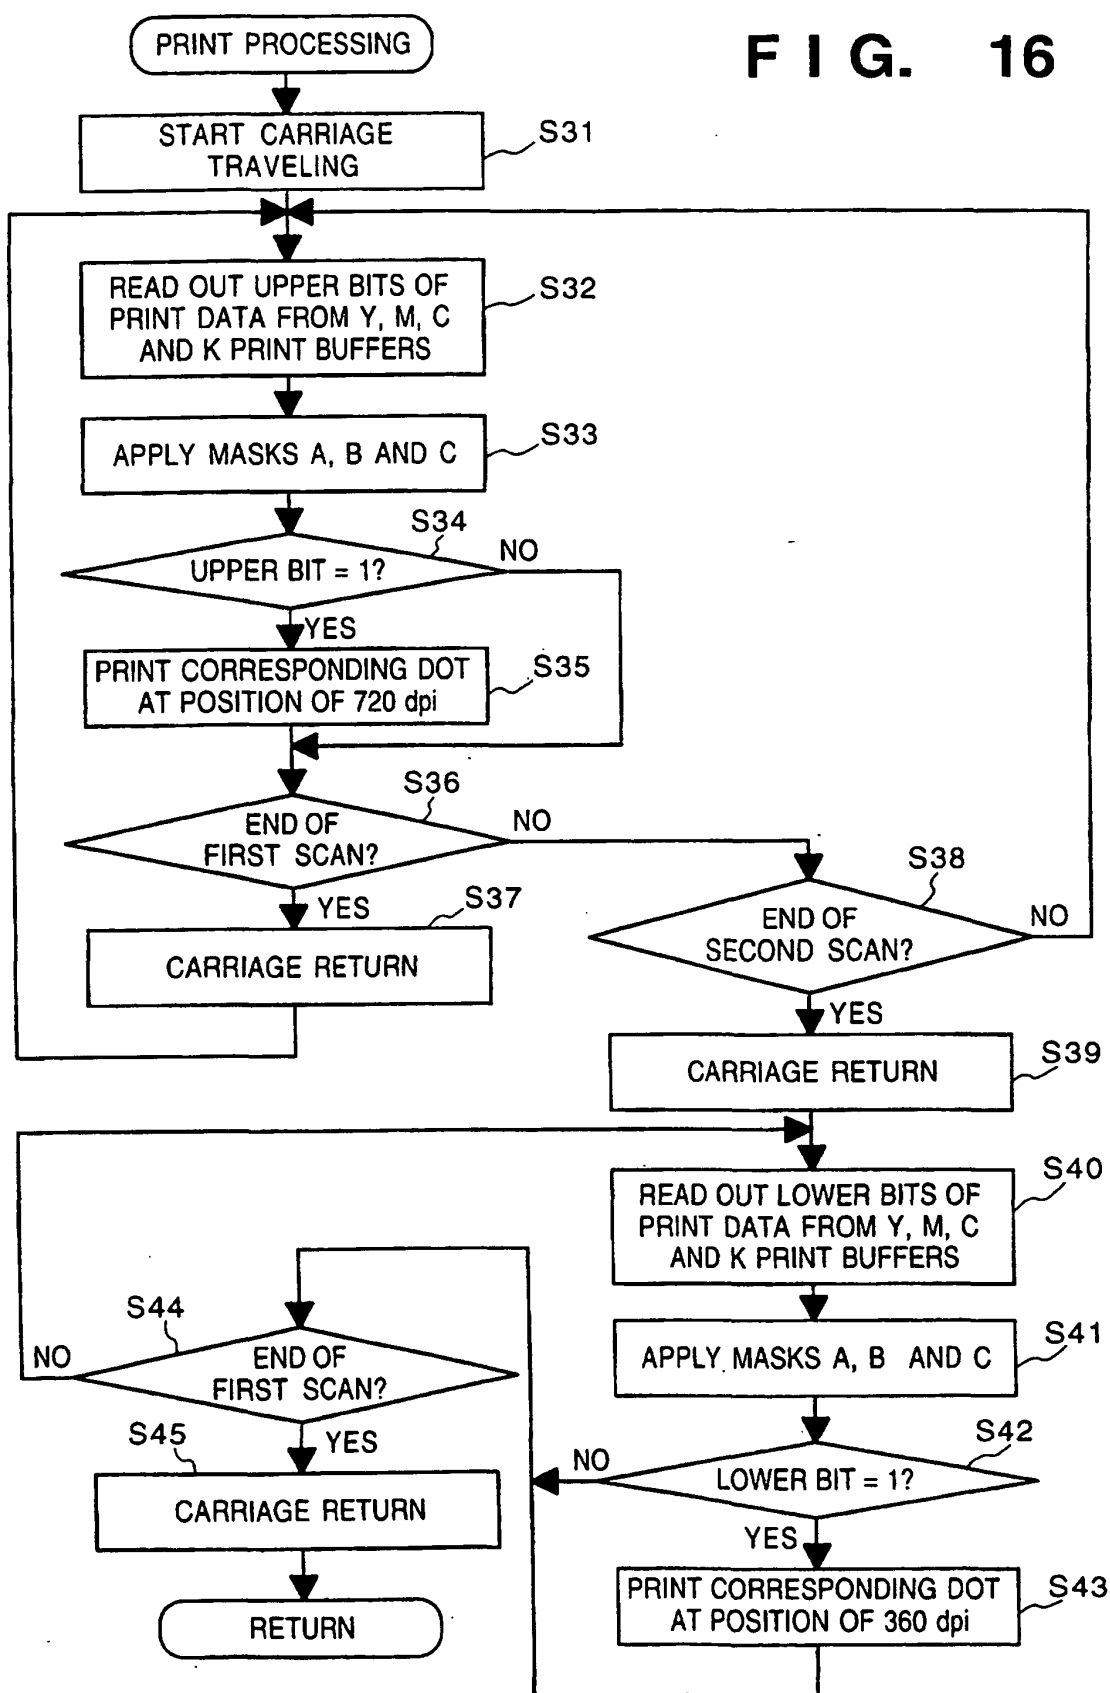 PRINT PROCESSING
FIG. 16
START CARRIAGE
TRAVELING
S31
READ OUT UPPER BITS OF
PRINT DATA FROM Y, M, C
AND K PRINT BUFFERS
S32
APPLY MASKS A, B AND C
S33
S34
UPPER BIT = 1?
NO
YES
PRINT CORRESPONDING DOT
AT POSITION OF 720 dpi
S35
S36
END OF
FIRST SCAN?
NO
YES
S37
CARRIAGE RETURN
S38
END OF
SECOND SCAN?
NO
YES
CARRIAGE RETURN
S39
READ OUT LOWER BITS OF
PRINT DATA FROM Y, M, C
AND K PRINT BUFFERS
S40
APPLY MASKS A, B AND C
S41
S42
LOWER BIT = 1?
NO
YES
PRINT CORRESPONDING DOT
AT POSITION OF 360 dpi
S43
S44
END OF
FIRST SCAN?
NO
YES
S45
CARRIAGE RETURN
RETURN